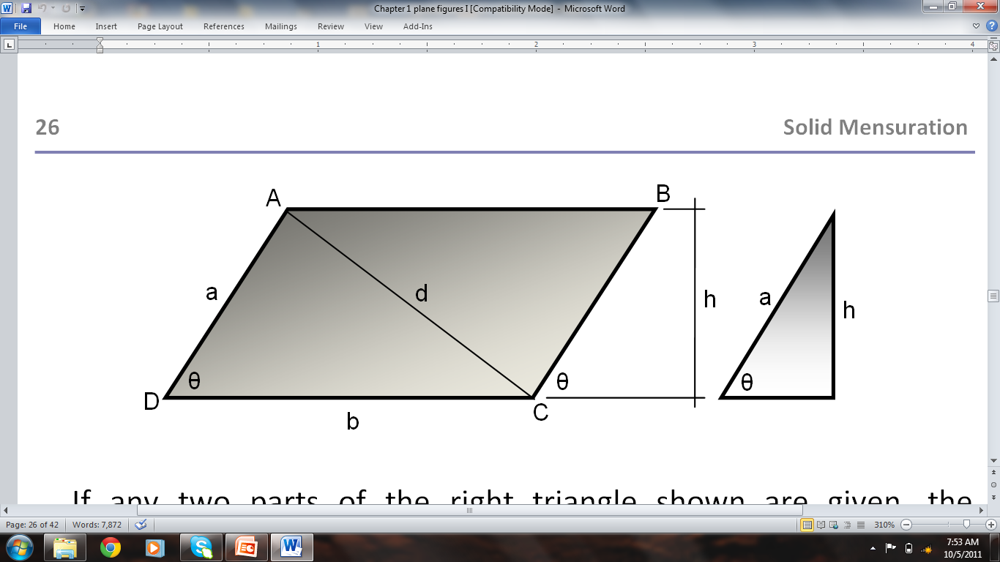 Chapter 1 plane figures I [Compatibility Mode] - Microsoft Word
File Home Insert Page Layout References Mailings Review View Add-Ins
1 2 3 4
26 Solid Mensuration
A B
a d h a h
θ θ θ
D C
b
If any two parts of the right triangle shown are given, the
Page: 26 of 42 Words: 7,872 310%
7:53 AM
10/5/2011